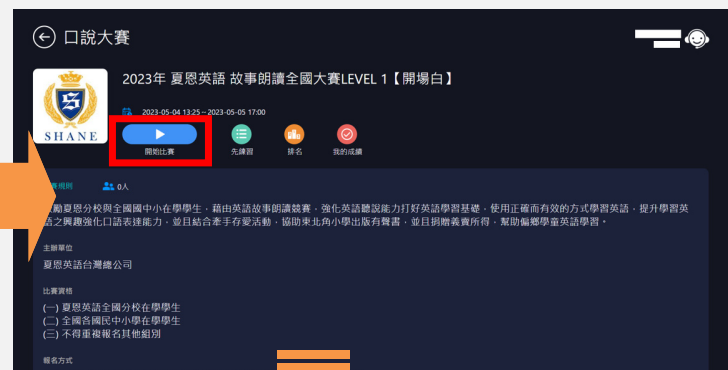 口說大賽
2023年 夏恩英語 故事朗讀全國大賽LEVEL 1【開場白】
2023-05-04 13:25 ~ 2023-05-05 17:00
SHANE
開始比賽 先練習 排名 我的成績
賽規則 0人
勵夏恩分校與全國國中小在學學生，藉由英語故事朗讀競賽，強化英語聽說能力打好英語學習基礎，使用正確而有效的方式學習英語，提升學習英
語之興趣強化口語表達能力，並且結合牽手存愛活動，協助東北角小學出版有聲書，並且捐贈義賣所得，幫助偏鄉學童英語學習。
主辦單位
夏恩英語台灣總公司
比賽資格
(一) 夏恩英語全國分校在學學生
(二) 全國各國民中小學在學學生
(三) 不得重複報名其他組別
報名方式